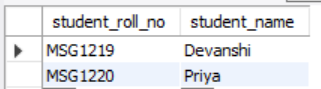 student_roll_no student_name
MSG1219 Devanshi
MSG1220 Priya